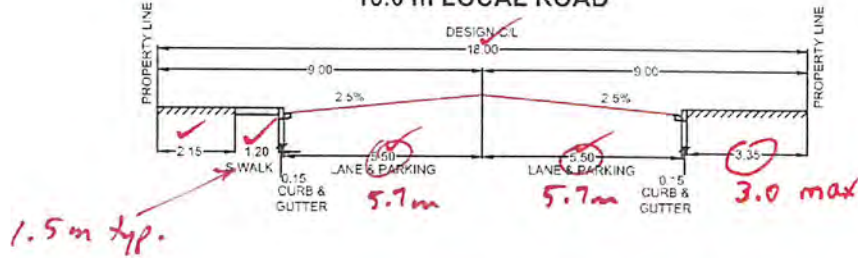 LOCAL ROAD
PROPERTY LINE
PROPERTY LINE
DESIGN C/L
18.00
9.00
9.00
2.5%
2.5%
2.15
1.20
5.50
5.50
3.35
S.WALK
LANE & PARKING
LANE & PARKING
0.15
CURB &
GUTTER
0.15
CURB &
GUTTER
5.7m
5.7m
3.0 max
1.5m typ.